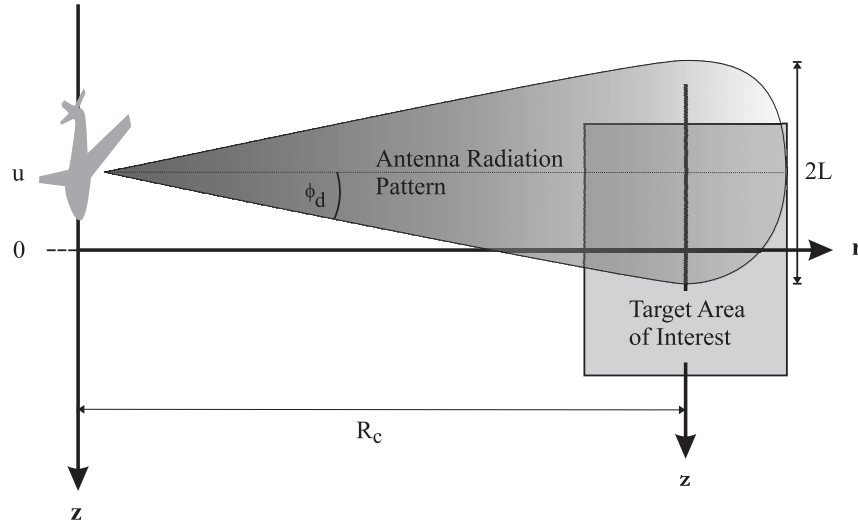 Antenna Radiation
Pattern
u
2L
ϕd
0
r
Target Area
of Interest
Rc
z
z